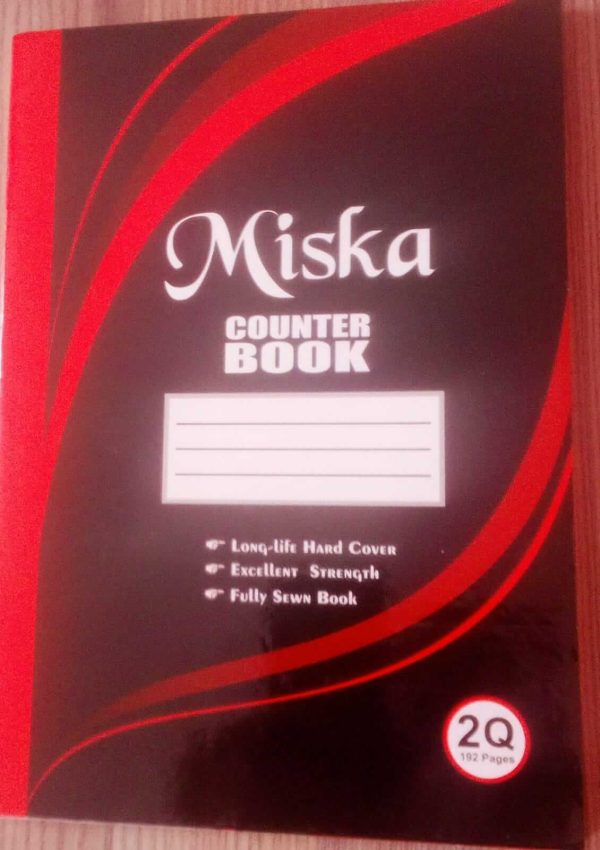 Miska
COUNTER
BOOK
Long-life Hard Cover
Excellent Strength
Fully Sewn Book
2Q
192 Pages